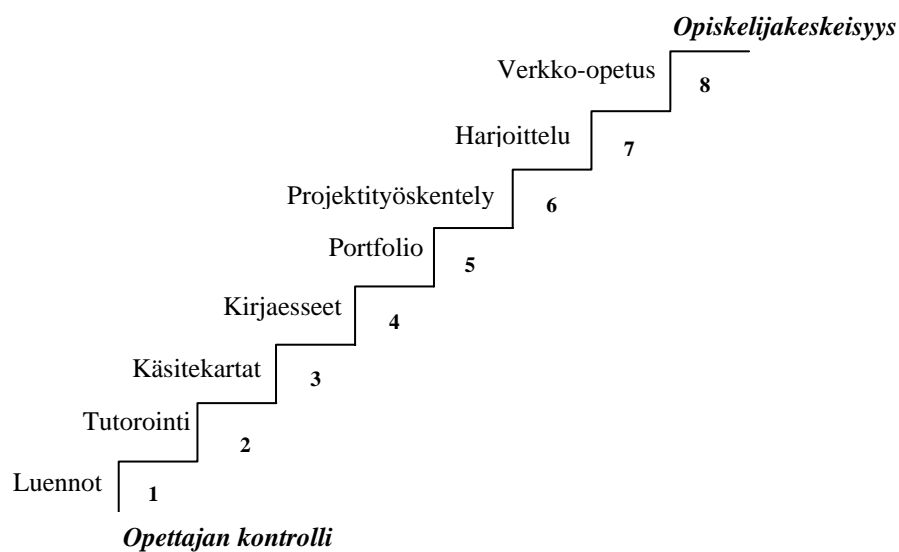 Opiskelijakeskeisyys
Verkko-opetus
8
Harjoittelu
7
Projektityöskentely
6
Portfolio
5
Kirjaesseet
4
Käsitekartat
3
Tutorointi
2
Luennot
1
Opettajan kontrolli